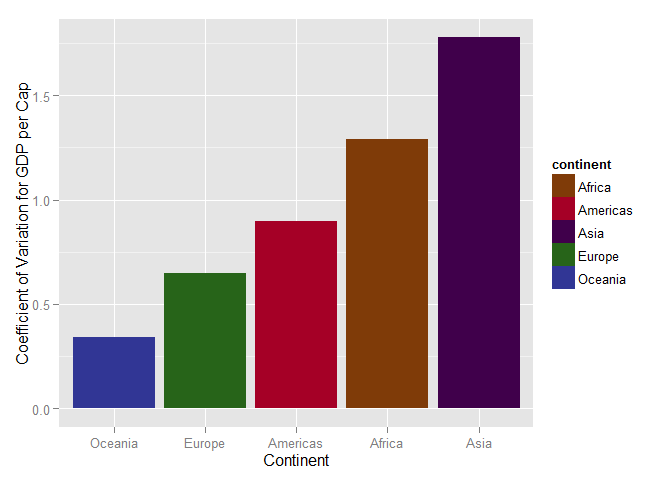 Coefficient of Variation for GDP per Cap
1.5
1.0
0.5
0.0
Oceania Europe Americas Africa Asia
Continent
continent
Africa
Americas
Asia
Europe
Oceania